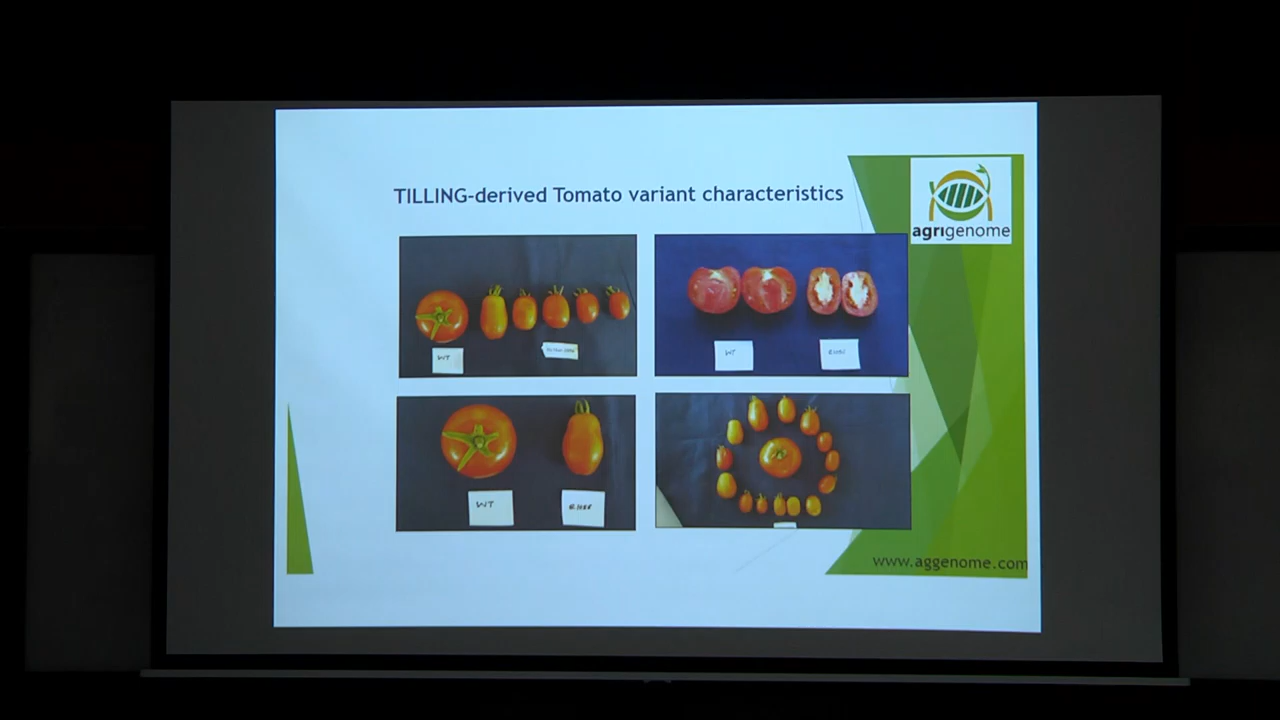 TILLING-derived Tomato variant characteristics
agrigenome
WT
WT
WT
www.aggenome.com